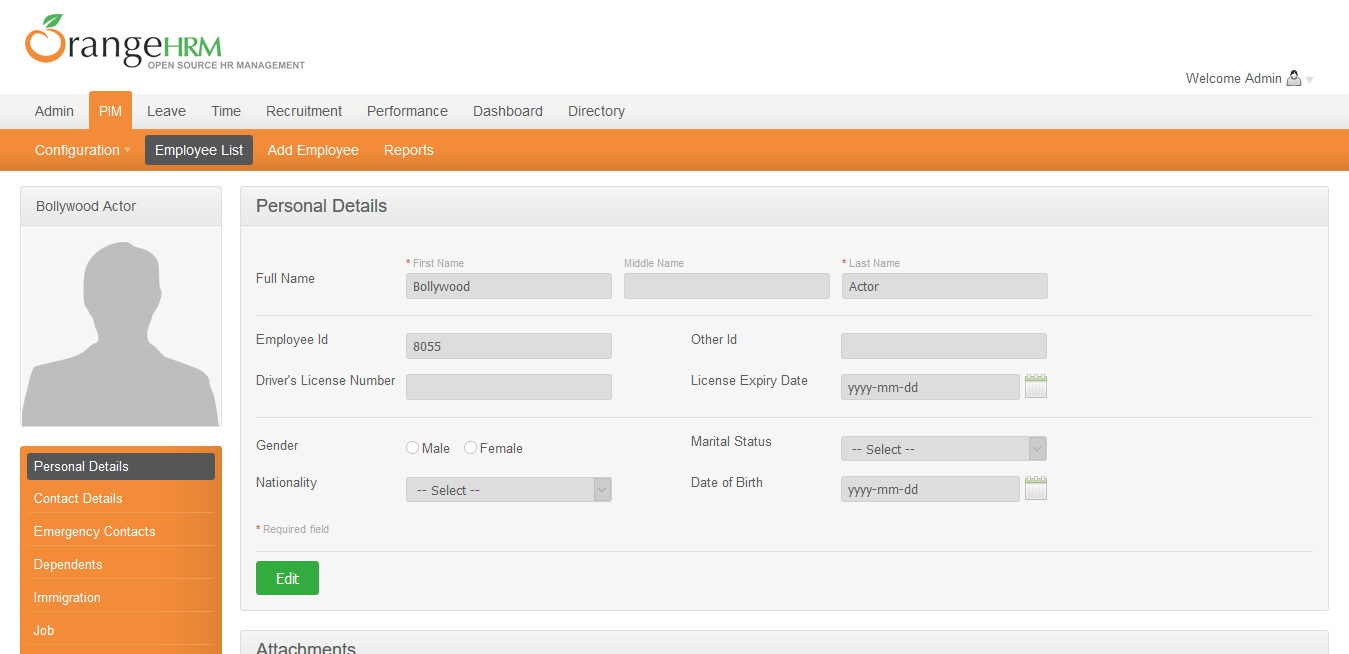 OrangeHRM
OPEN SOURCE HR MANAGEMENT
Welcome Admin
Admin PIM Leave Time Recruitment Performance Dashboard Directory
Configuration Employee List Add Employee Reports
Bollywood Actor
Personal Details
Contact Details
Emergency Contacts
Dependents
Immigration
Job
Personal Details
* First Name Middle Name * Last Name
Full Name Bollywood Actor
Employee Id 8055 Other Id
Driver's License Number License Expiry Date yyyy-mm-dd
Gender Male Female Marital Status -- Select --
Nationality -- Select -- Date of Birth yyyy-mm-dd
* Required field
Edit
Attachments